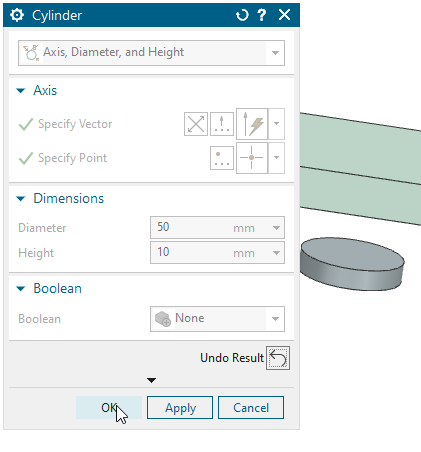 Cylinder
Axis, Diameter, and Height
Axis
Specify Vector
Specify Point
Dimensions
Diameter 50 mm
Height 10 mm
Boolean
Boolean None
Undo Result
OK Apply Cancel